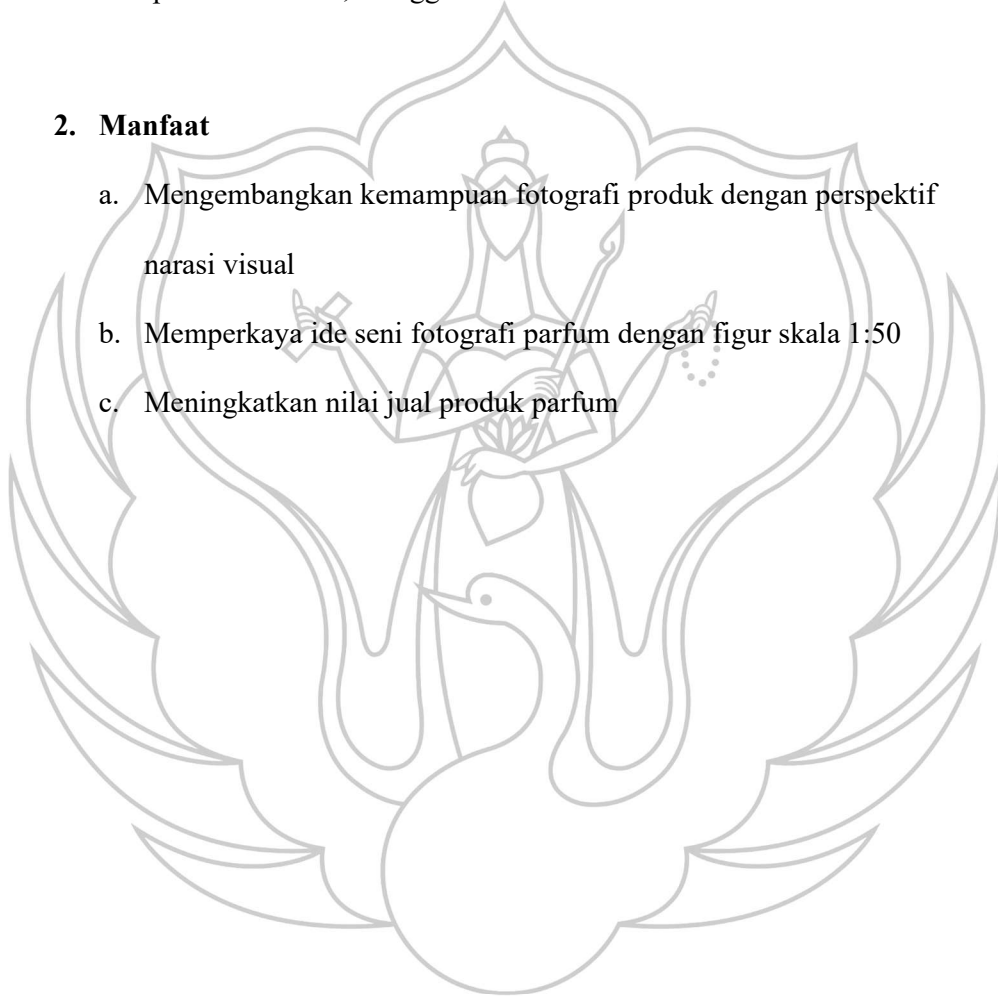 2. Manfaat
a. Mengembangkan kemampuan fotografi produk dengan perspektif
narasi visual
b. Memperkaya ide seni fotografi parfum dengan figur skala 1:50
c. Meningkatkan nilai jual produk parfum